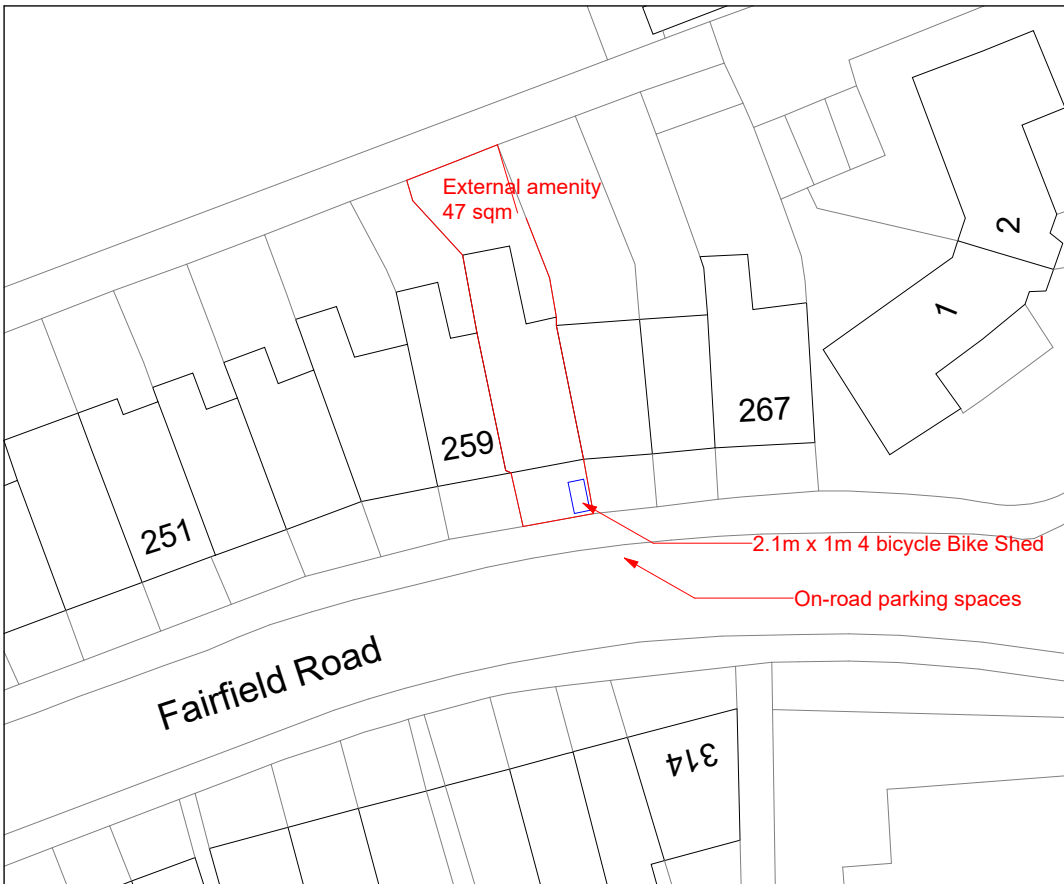 External amenity
47 sqm
2
1
267
259
251
2.1m x 1m 4 bicycle Bike Shed
On-road parking spaces
Fairfield Road
314